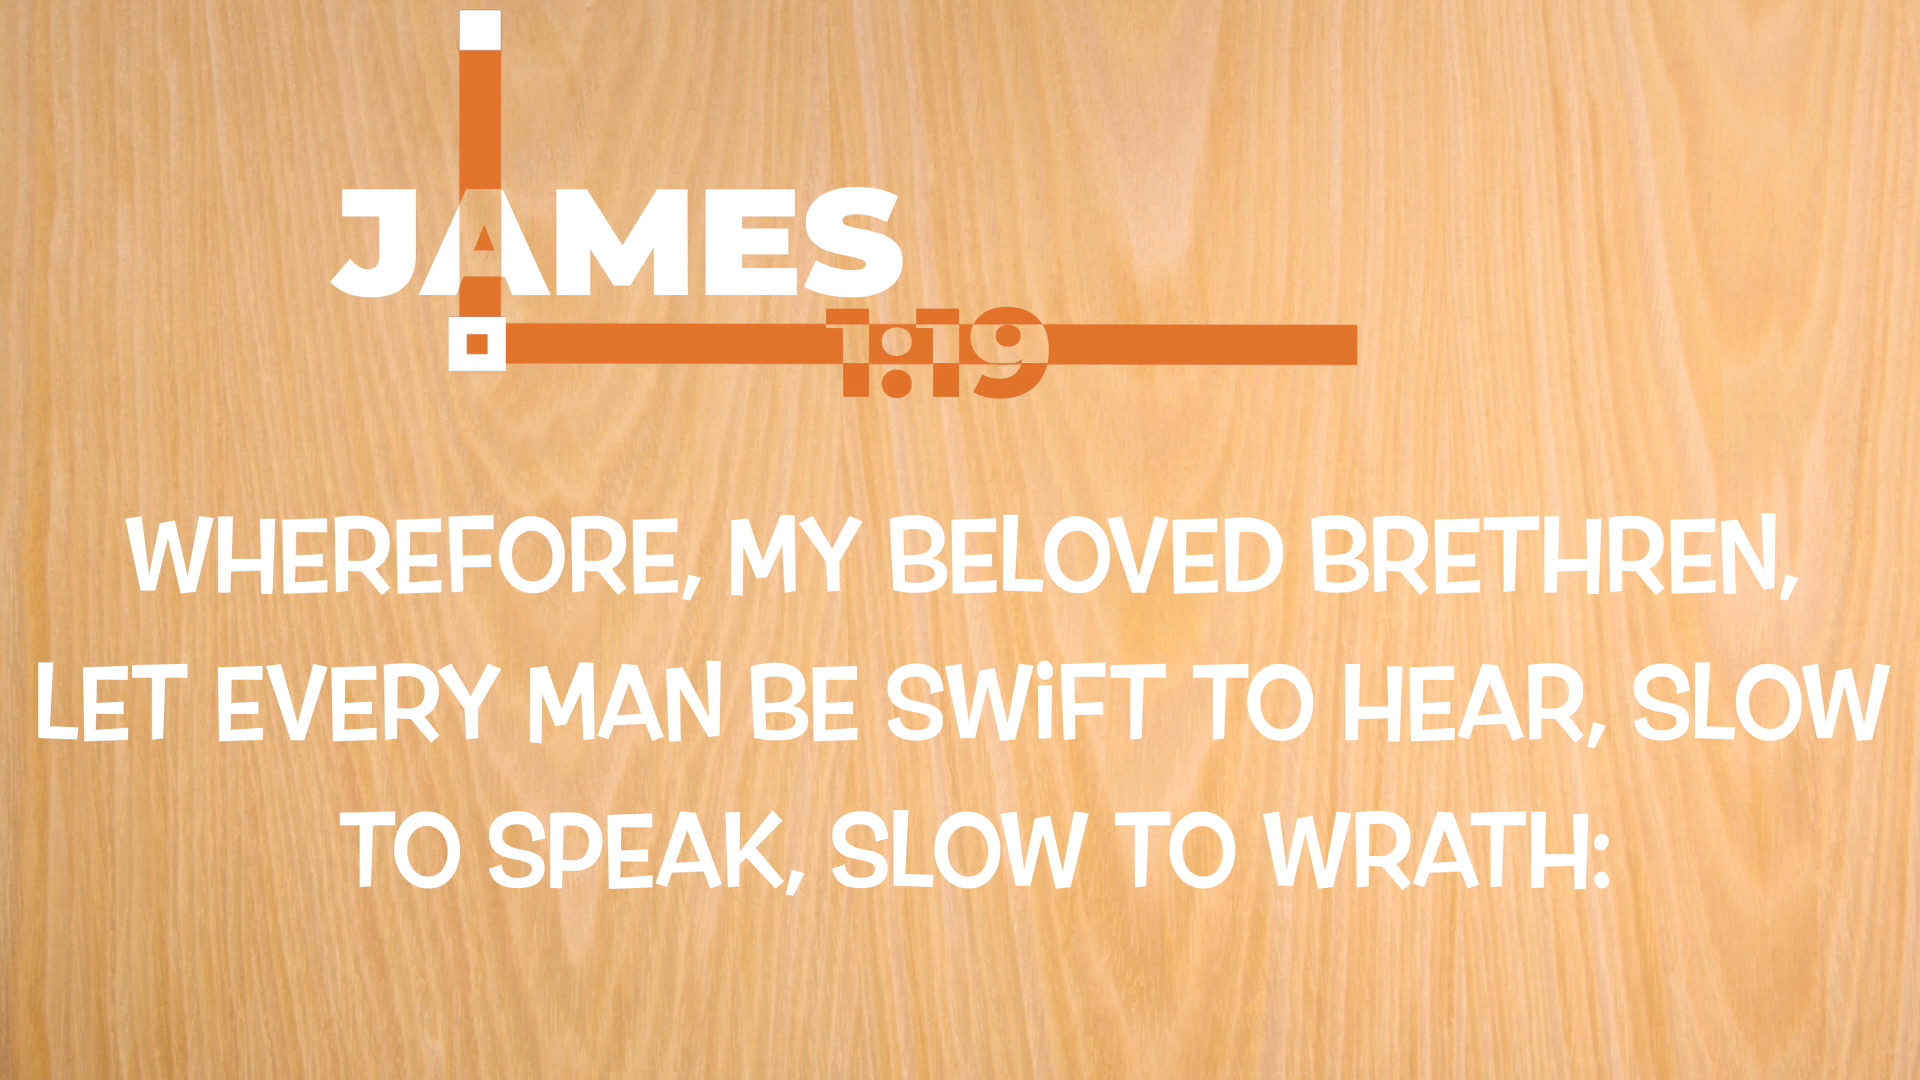 JAMES
1:19
WHEREFORE, MY BELOVED BRETHREN,
LET EVERY MAN BE SWiFT TO HEAR, SLOW
TO SPEAK, SLOW TO WRATH: